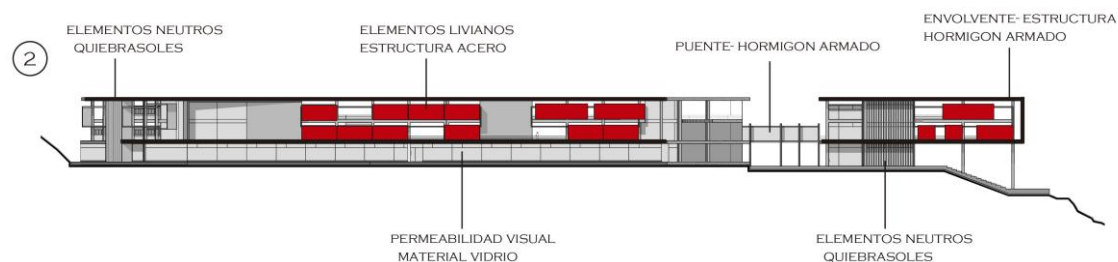 2
ELEMENTOS NEUTROS
QUIEBRASOLES
ELEMENTOS LIVIANOS
ESTRUCTURA ACERO
PUENTE- HORMIGON ARMADO
ENVOLVENTE- ESTRUCTURA
HORMIGON ARMADO
PERMEABILIDAD VISUAL
MATERIAL VIDRIO
ELEMENTOS NEUTROS
QUIEBRASOLES